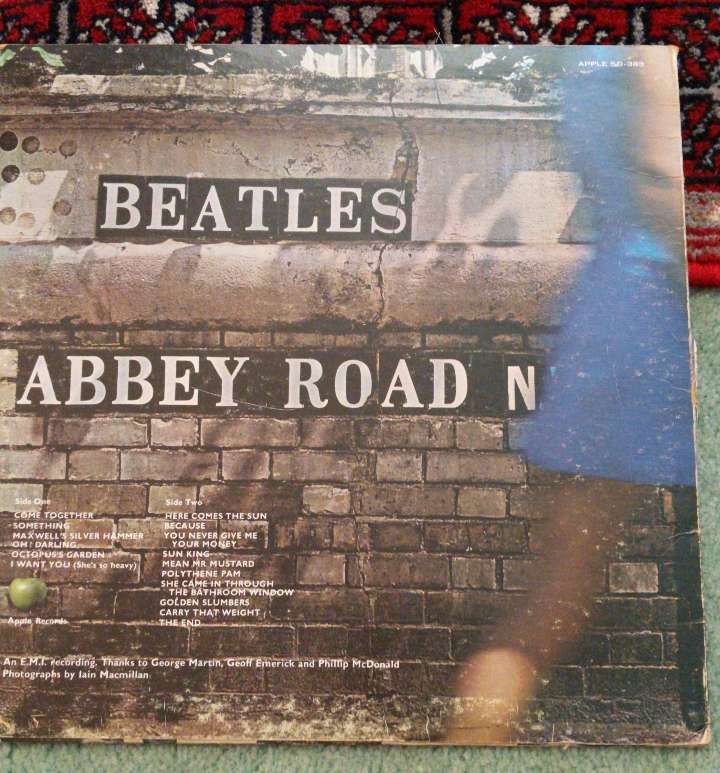 APPLE SO-383
BEATLES
ABBEY ROAD N
Side One
COME TOGETHER
SOMETHING
MAXWELL'S SILVER HAMMER
OH! DARLING
OCTOPUS'S GARDEN
I WANT YOU (She's so heavy)
Apple Records
Side Two
HERE COMES THE SUN
BECAUSE
YOU NEVER GIVE ME
YOUR MONEY
SUN KING
MEAN MR MUSTARD
POLYTHENE PAM
SHE CAME IN THROUGH
THE BATHROOM WINDOW
GOLDEN SLUMBERS
CARRY THAT WEIGHT
THE END
An E.M.I. recording. Thanks to George Martin, Geoff Emerick and Phillip McDonald
Photographs by Iain Macmillan